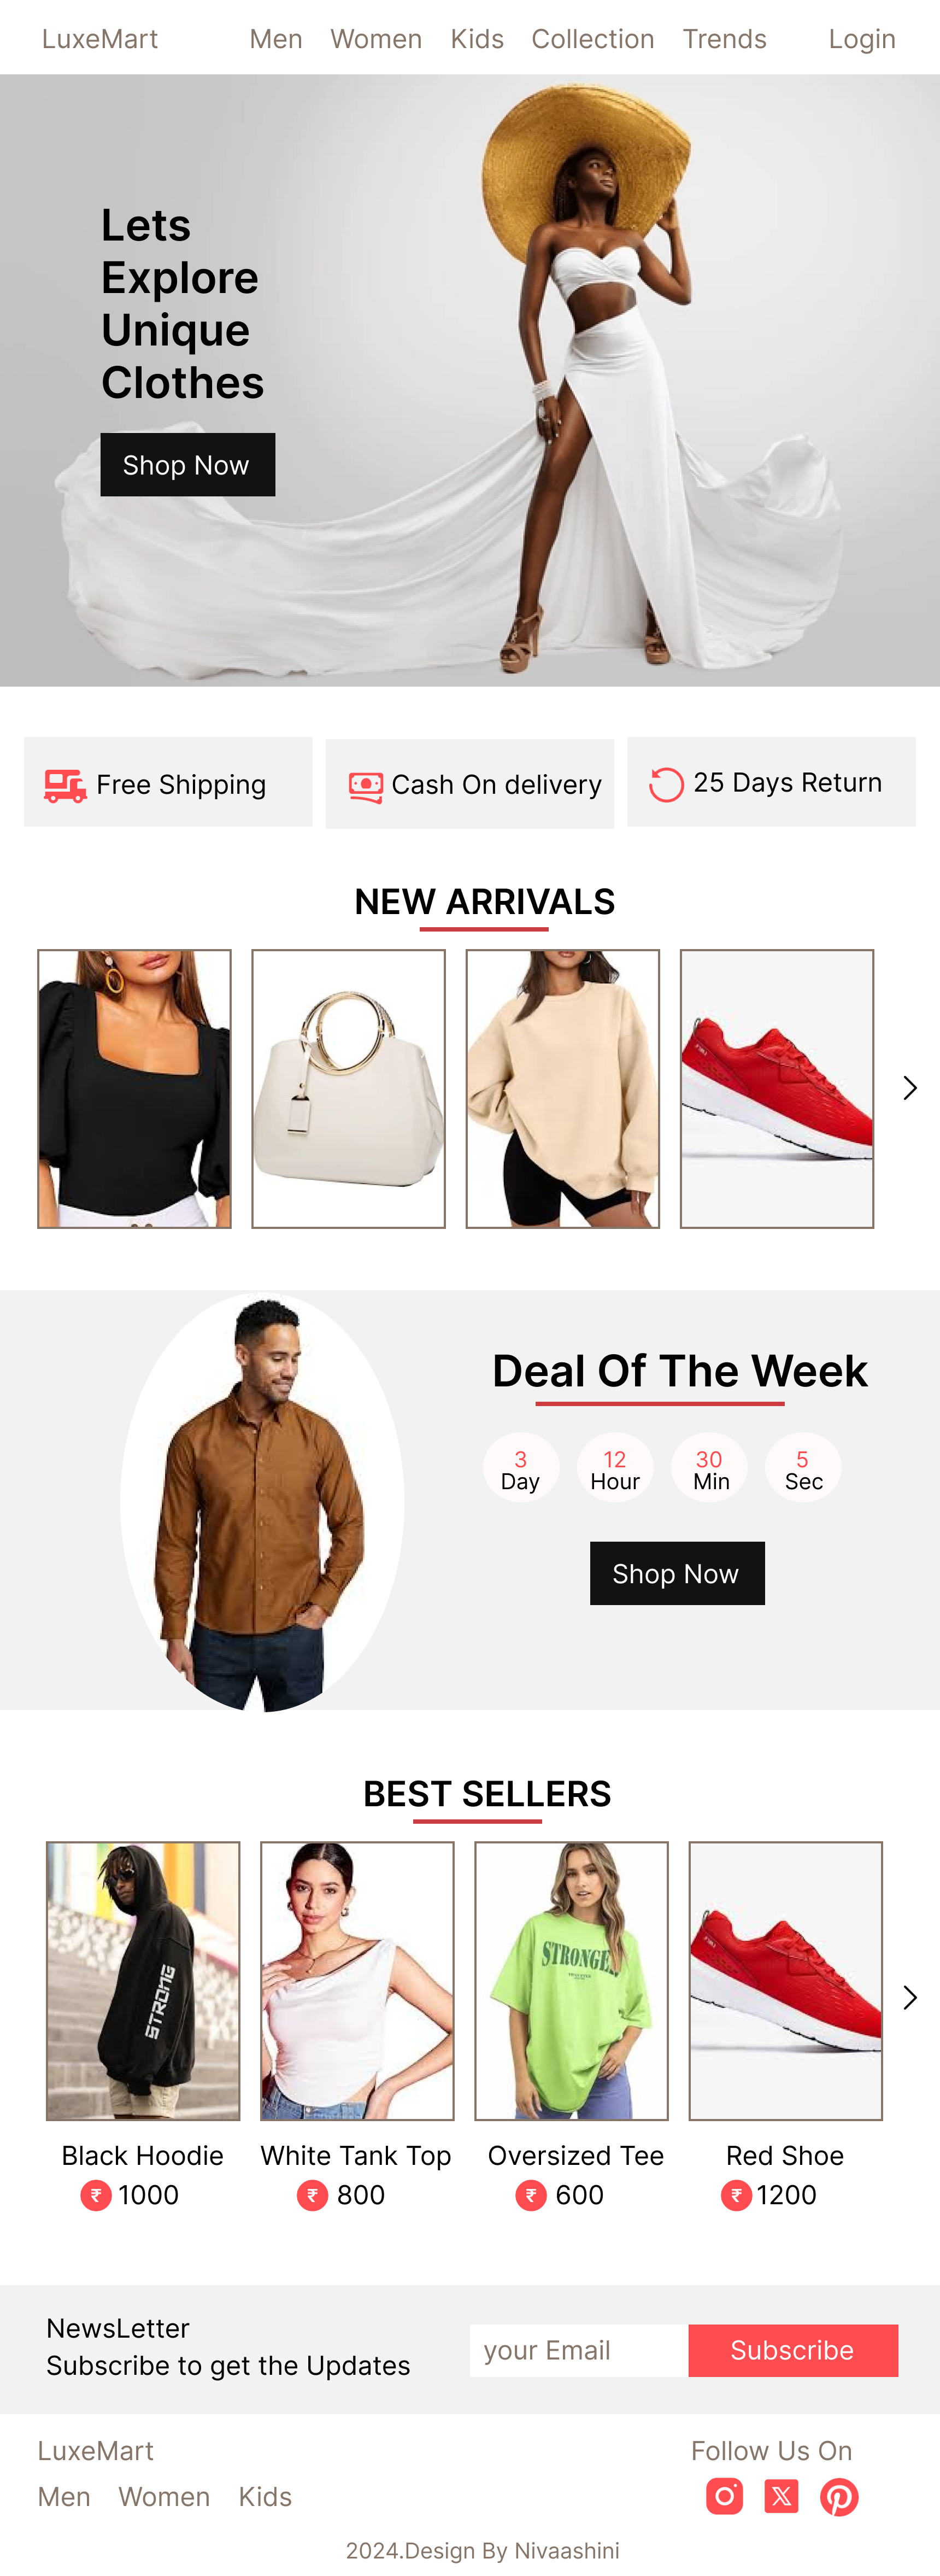 LuxeMart Men Women Kids Collection Trends Login
Lets
Explore
Unique
Clothes
Shop Now
Free Shipping
Cash On delivery
25 Days Return
NEW ARRIVALS
Deal Of The Week
3 12 30 5
Day Hour Min Sec
Shop Now
BEST SELLERS
STRONG
STRONGE
Black Hoodie White Tank Top Oversized Tee Red Shoe
₹ 1000 ₹ 800 ₹ 600 ₹ 1200
NewsLetter
Subscribe to get the Updates
your Email Subscribe
LuxeMart Follow Us On
Men Women Kids
2024.Design By Nivaashini